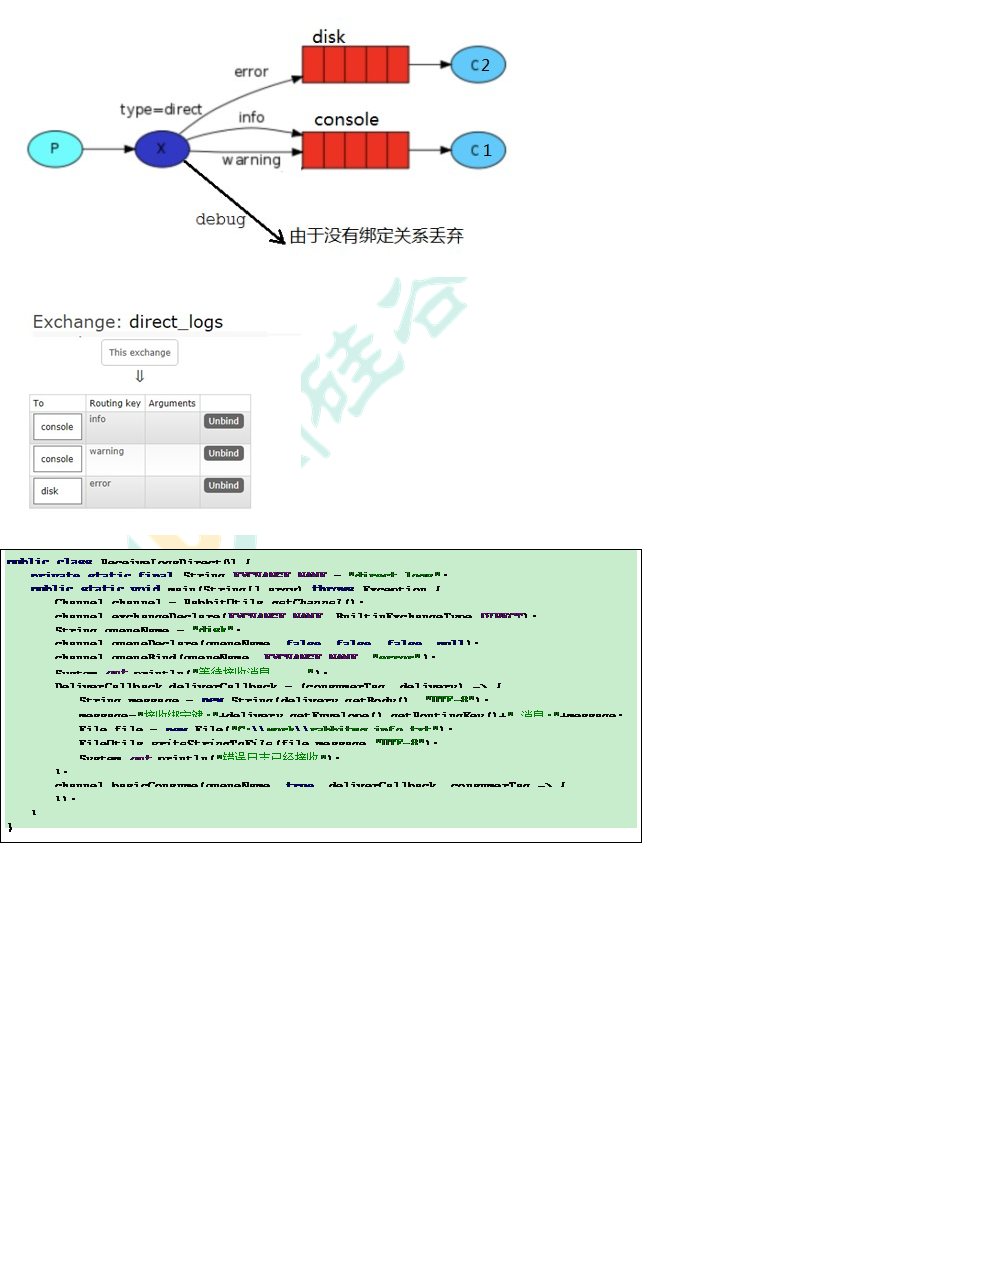 disk
error
C 2
type=direct
info
console
P
X
warning
C 1
debug
由于没有绑定关系丢弃
硅谷
Exchange: direct_logs
This exchange
⇓
To Routing key Arguments
console info Unbind
console warning Unbind
disk error Unbind
public class ReceiveLogsDirect01 {
private static final String EXCHANGE_NAME = "direct_logs";
public static void main(String[] argv) throws Exception {
Channel channel = RabbitUtils.getChannel();
channel.exchangeDeclare(EXCHANGE_NAME, BuiltinExchangeType.DIRECT);
String queueName = "disk";
channel.queueDeclare(queueName, false, false, false, null);
channel.queueBind(queueName, EXCHANGE_NAME, "error");
System.out.println("等待接收消息
DeliverCallback deliverCallback = (consumerTag, delivery) -> {
String message = new String(delivery.getBody(), "UTF-8");
message="接收绑定键:"+delivery.getEnvelope().getRoutingKey()+",消息:"+message;
File file = new File("C:\\work\\rabbitmq_info.txt");
FileUtils.writeStringToFile(file,message,"UTF-8");
System.out.println("错误日志已经接收");
};
channel.basicConsume(queueName, true, deliverCallback, consumerTag -> {
});
}
}